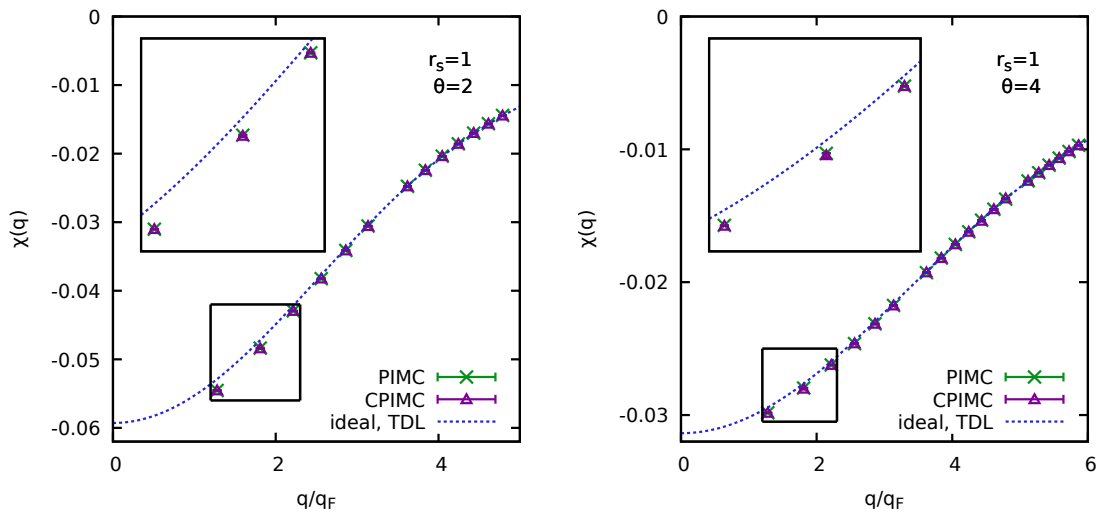 0
-0.01
-0.02
-0.03
-0.04
-0.05
-0.06
χ(q)
r_s=1
θ=2
PIMC
CPIMC
ideal, TDL
0 2 4
q/q_F
0
-0.01
-0.02
-0.03
χ(q)
r_s=1
θ=4
PIMC
CPIMC
ideal, TDL
0 2 4 6
q/q_F